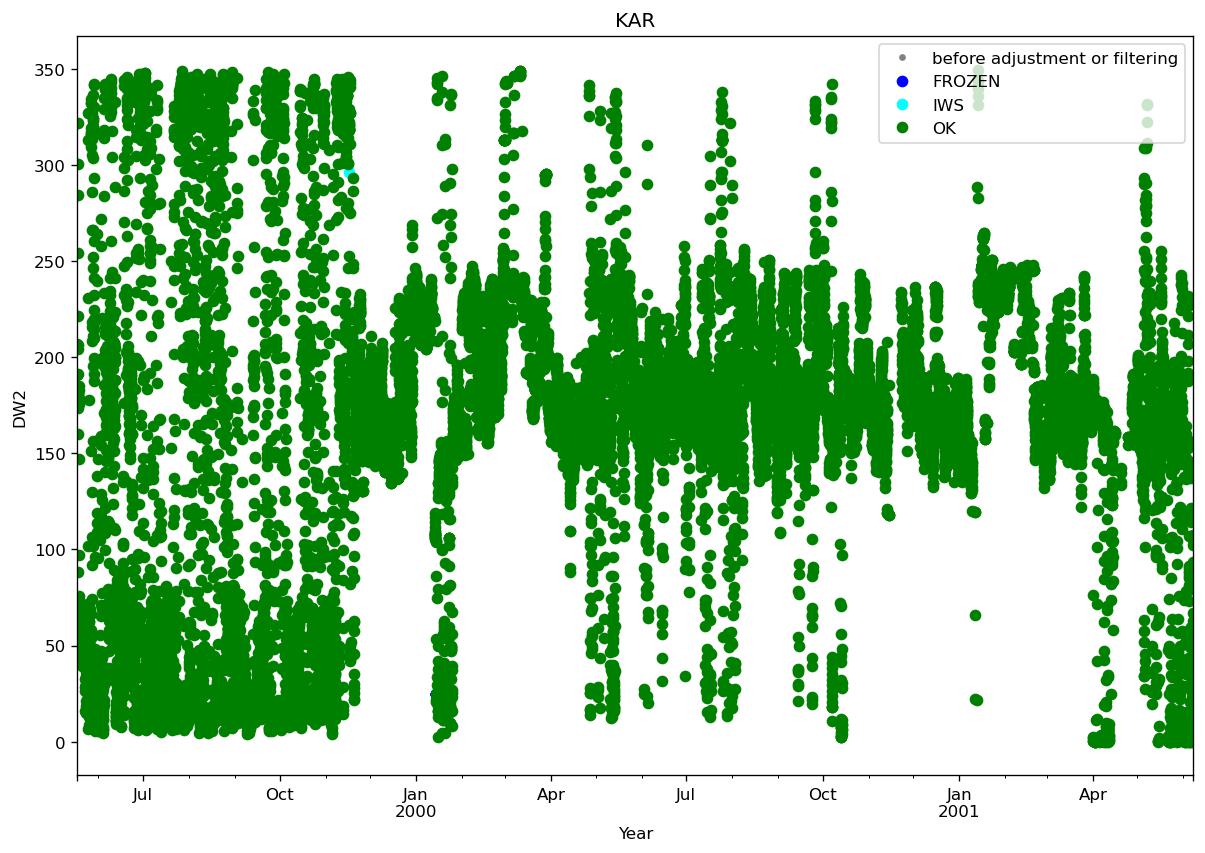 KAR
before adjustment or filtering
FROZEN
IWS
OK
350
300
250
200
150
100
50
0
DW2
Jul
Oct
Jan
2000
Apr
Jul
Oct
Jan
2001
Apr
Year